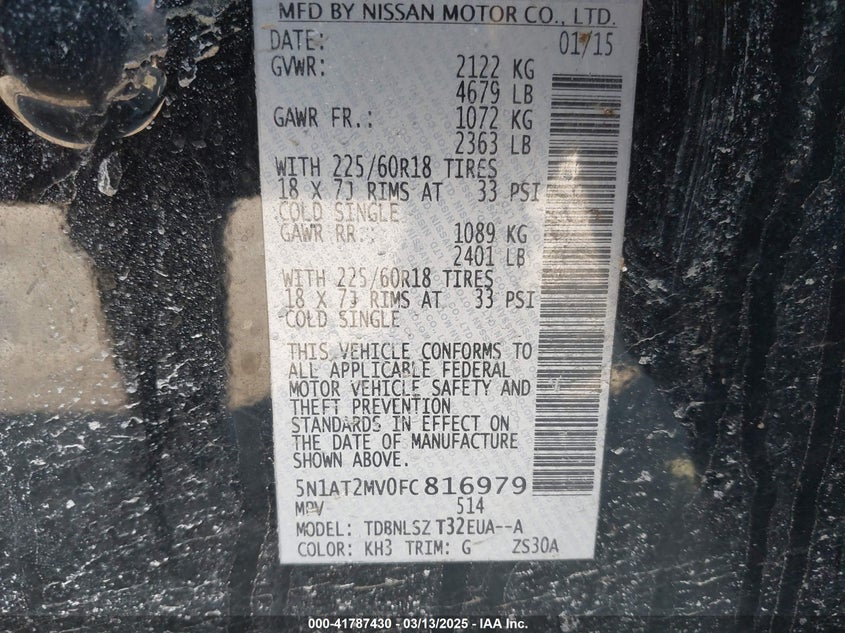 MFD BY NISSAN MOTOR CO., LTD.
DATE: 01/15
GVWR: 2122 KG
4679 LB
GAWR FR.: 1072 KG
2363 LB
WITH 225/60R18 TIRES
18 X 7J RIMS AT 33 PSI
COLD SINGLE
GAWR RR.: 1089 KG
2401 LB
WITH 225/60R18 TIRES
18 X 7J RIMS AT 33 PSI
COLD SINGLE
THIS VEHICLE CONFORMS TO
ALL APPLICABLE FEDERAL
MOTOR VEHICLE SAFETY AND
THEFT PREVENTION
STANDARDS IN EFFECT ON
THE DATE OF MANUFACTURE
SHOWN ABOVE.
5N1AT2MV0FC816979
MPV 514
MODEL: TDBNLSZ T32EUA--A
COLOR: KH3 TRIM: G ZS30A
000-41787430 - 03/13/2025 - IAA Inc.